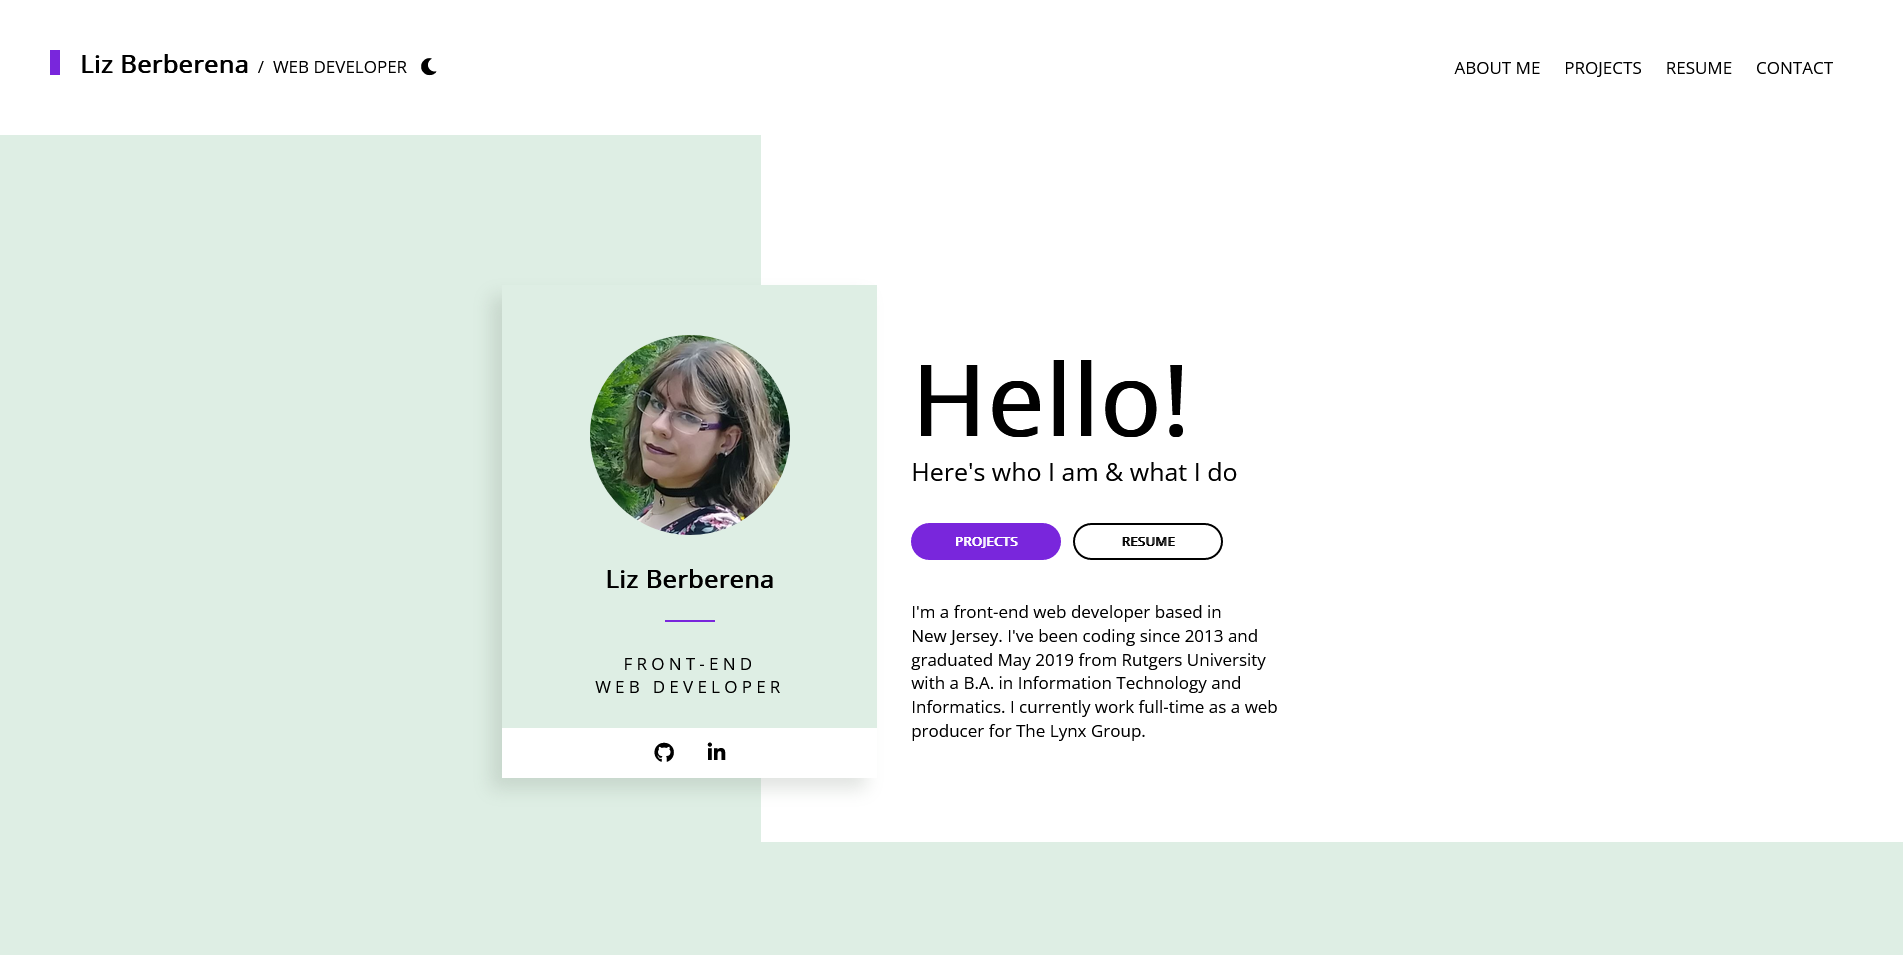 Liz Berberena / WEB DEVELOPER
ABOUT ME PROJECTS RESUME CONTACT
Liz Berberena
FRONT-END
WEB DEVELOPER
in
Hello!
Here's who I am & what I do
PROJECTS RESUME
I'm a front-end web developer based in
New Jersey. I've been coding since 2013 and
graduated May 2019 from Rutgers University
with a B.A. in Information Technology and
Informatics. I currently work full-time as a web
producer for The Lynx Group.